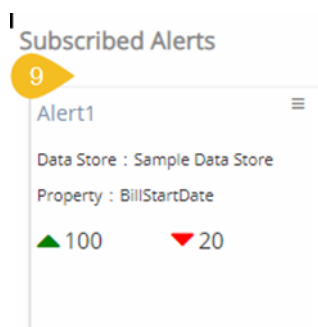 Subscribed Alerts
9
Alert1
Data Store : Sample Data Store
Property : BillStartDate
100 20